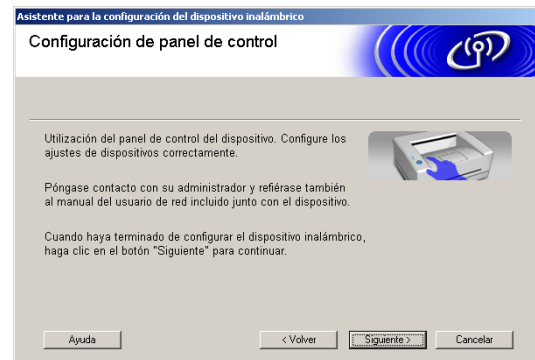 Asistente para la configuración del dispositivo inalámbrico
Configuración de panel de control
Utilización del panel de control del dispositivo. Configure los
ajustes de dispositivos correctamente.
Póngase contacto con su administrador y refiérase también
al manual del usuario de red incluido junto con el dispositivo.
Cuando haya terminado de configurar el dispositivo inalámbrico,
haga clic en el botón "Siguiente" para continuar.
Ayuda
< Volver
Siguiente >
Cancelar